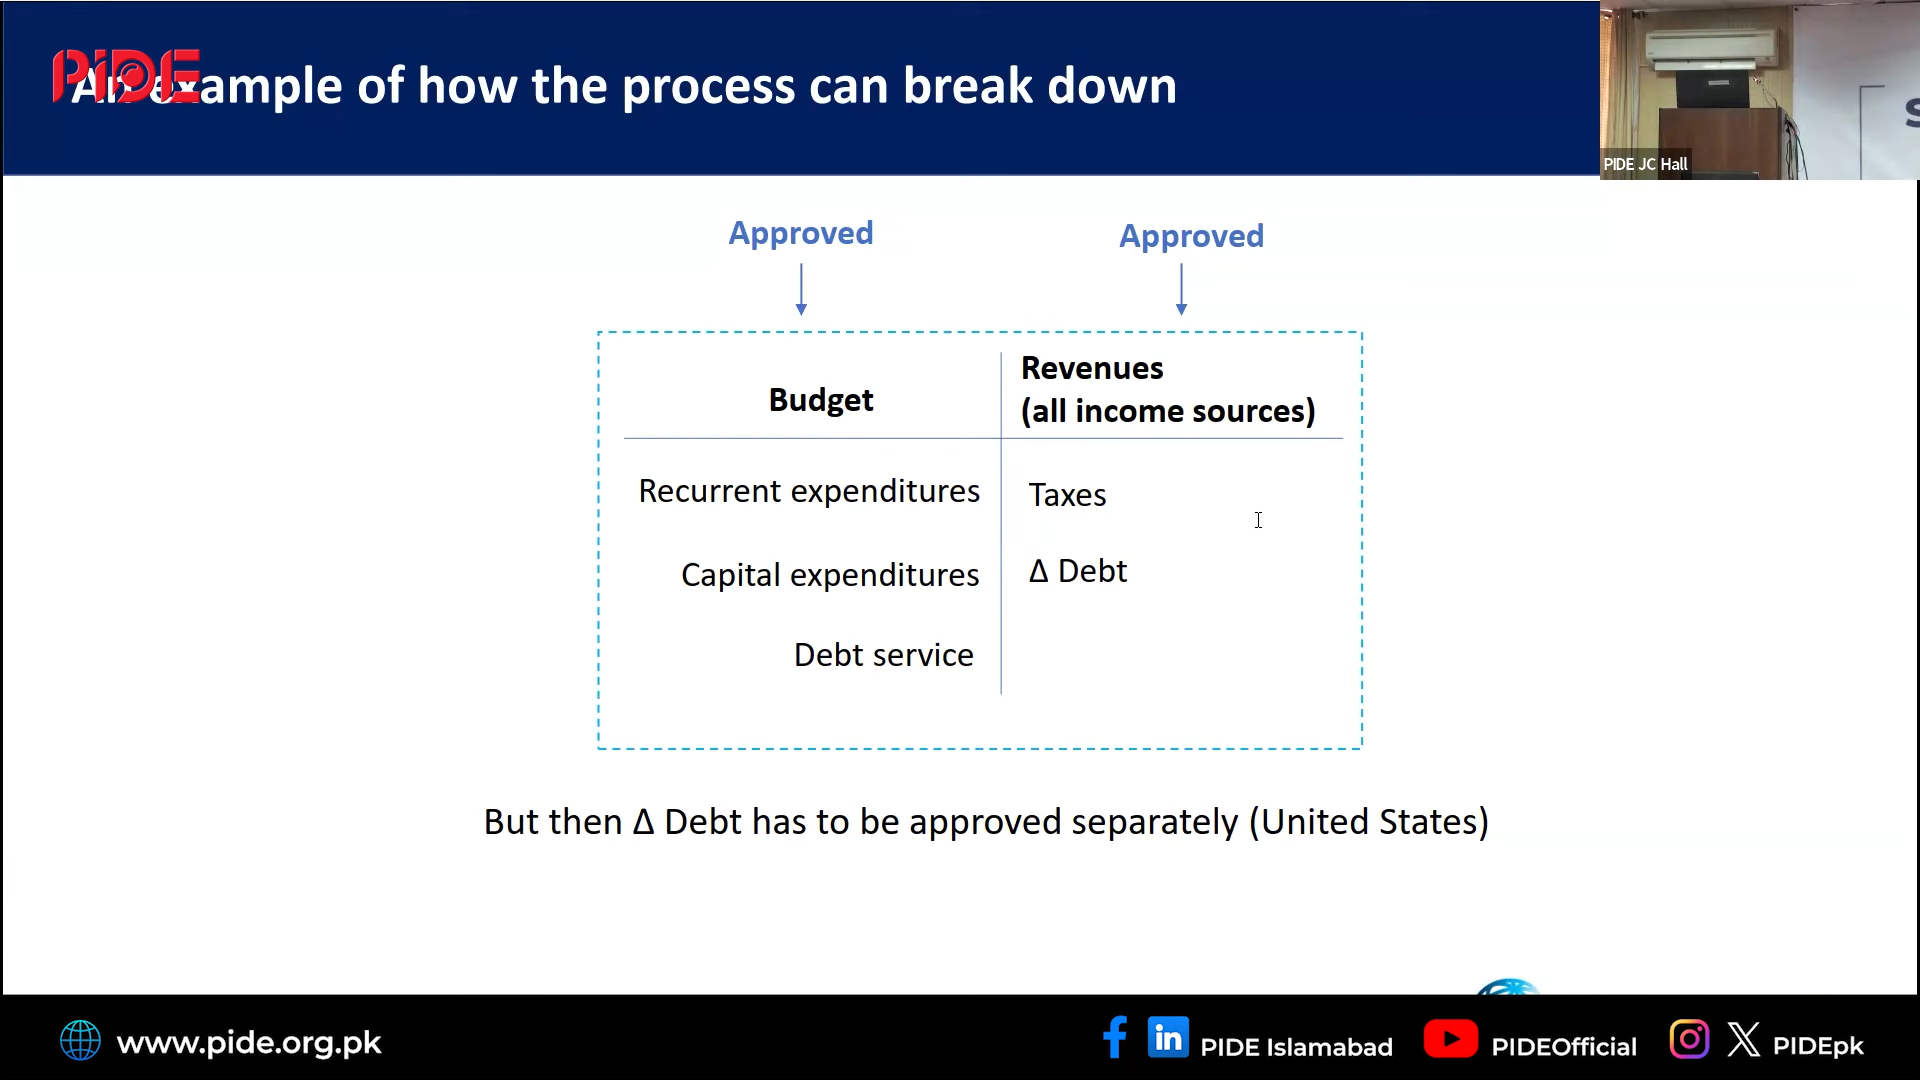 PIDE
An example of how the process can break down
PIDE JC Hall
S
Approved
Approved
Budget
Revenues
(all income sources)
Recurrent expenditures
Taxes
Capital expenditures
Δ Debt
Debt service
But then Δ Debt has to be approved separately (United States)
www.pide.org.pk
PIDE Islamabad
PIDEOfficial
PIDEpk